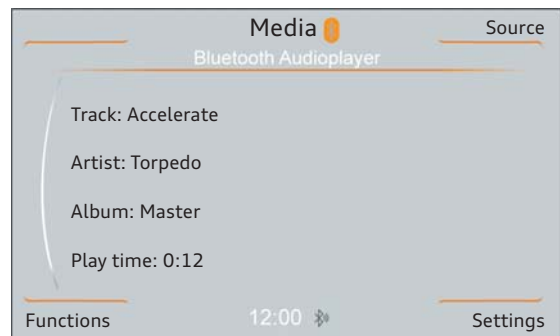 Media
Source
Bluetooth Audioplayer
Track: Accelerate
Artist: Torpedo
Album: Master
Play time: 0:12
Functions
12:00
Settings